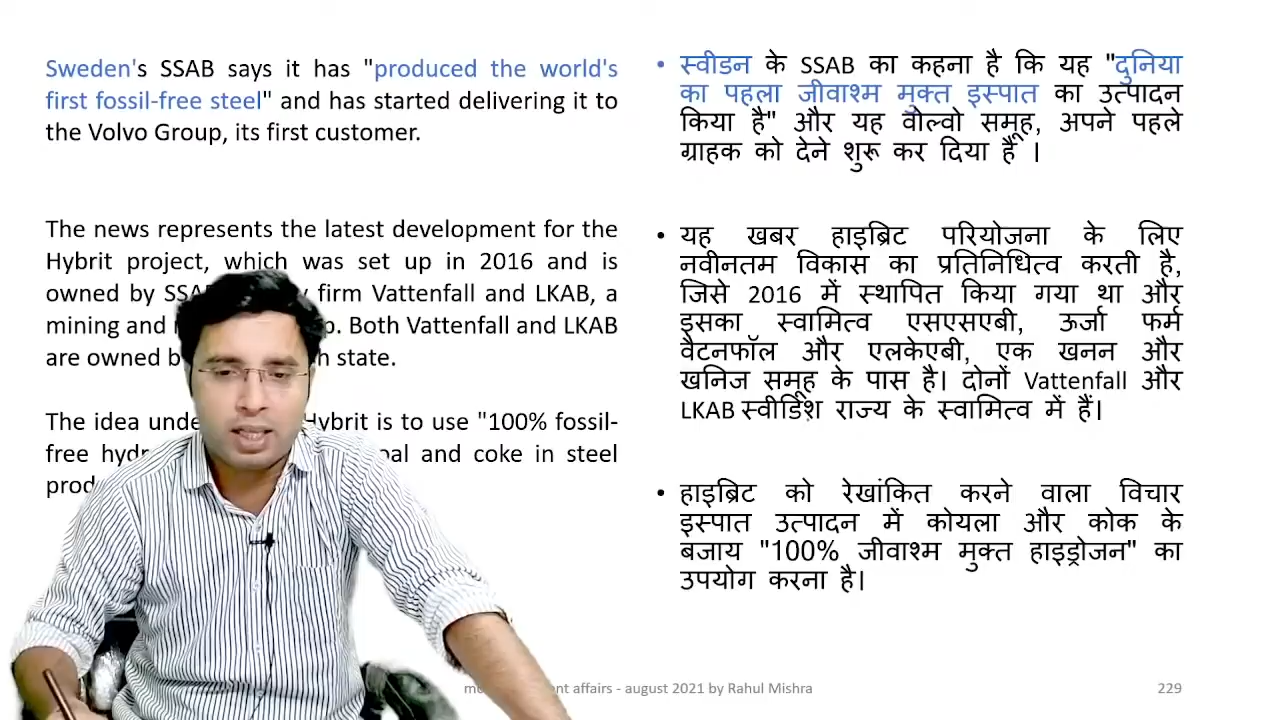 Sweden's SSAB says it has "produced the world's
first fossil-free steel" and has started delivering it to
the Volvo Group, its first customer.
The news represents the latest development for the
Hybrit project, which was set up in 2016 and is
owned by firm Vattenfall and LKAB, a
mining and Both Vattenfall and LKAB
are owned state.
The idea Hybrit is to use "100% fossil-
free and coke in steel
• स्वीडन के SSAB का कहना है कि यह "दुनिया
का पहला जीवाश्म मुक्त इस्पात का उत्पादन
किया है" और यह वोल्वो समूह, अपने पहले
ग्राहक को देने शुरू कर दिया है ।
• यह खबर हाइब्रिट परियोजना के लिए
नवीनतम विकास का प्रतिनिधित्व करती है,
जिसे 2016 में स्थापित किया गया था और
इसका स्वामित्व एसएसएबी, ऊर्जा फर्म
वैटनफॉल और एलकेएबी, एक खनन और
खनिज समूह के पास है। दोनों Vattenfall और
LKAB स्वीडिश राज्य के स्वामित्व में हैं।
• हाइब्रिट को रेखांकित करने वाला विचार
इस्पात उत्पादन में कोयला और कोक के
बजाय "100% जीवाश्म मुक्त हाइड्रोजन" का
उपयोग करना है।
affairs - august 2021 by Rahul Mishra
229